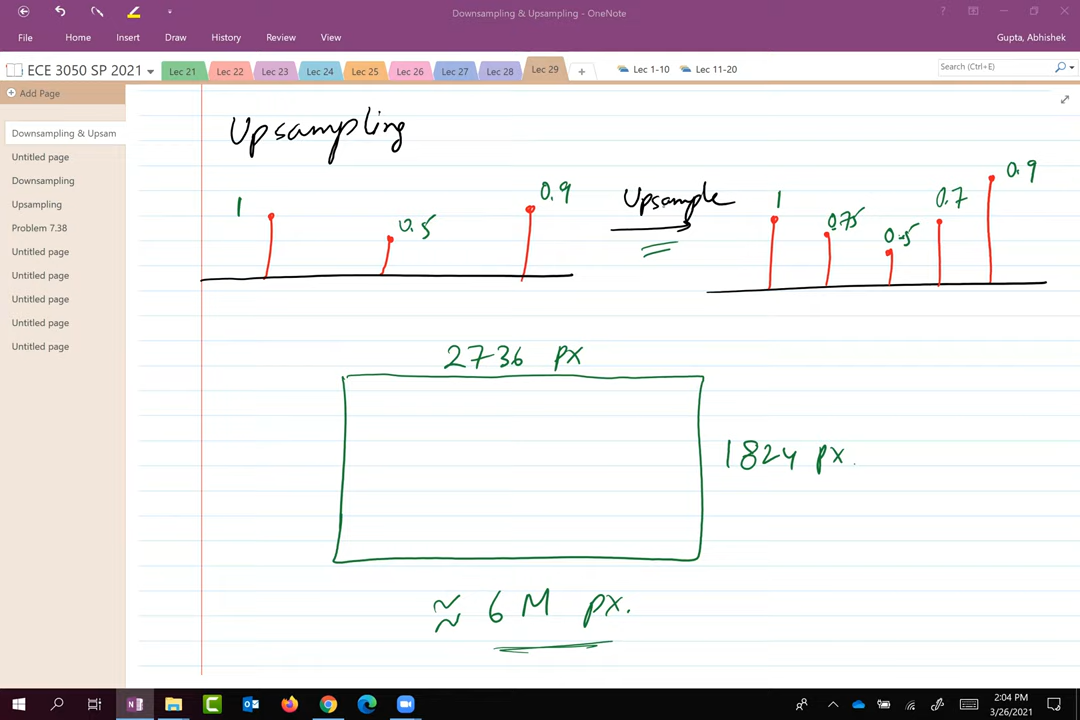 Downsampling & Upsampling - OneNote
File Home Insert Draw History Review View Gupta, Abhishek
ECE 3050 SP 2021 Lec 21 Lec 22 Lec 23 Lec 24 Lec 25 Lec 26 Lec 27 Lec 28 Lec 29 Lec 1-10 Lec 11-20 Search (Ctrl+E)
Add Page
Downsampling & Upsam
Untitled page
Downsampling
Upsampling
Problem 7.38
Untitled page
Untitled page
Untitled page
Untitled page
Untitled page
Upsampling
1 0.5 0.9
Upsample
1 0.75 0.5 0.7 0.9
2736 px
1824 px.
≈ 6 M px.
2:04 PM
3/26/2021